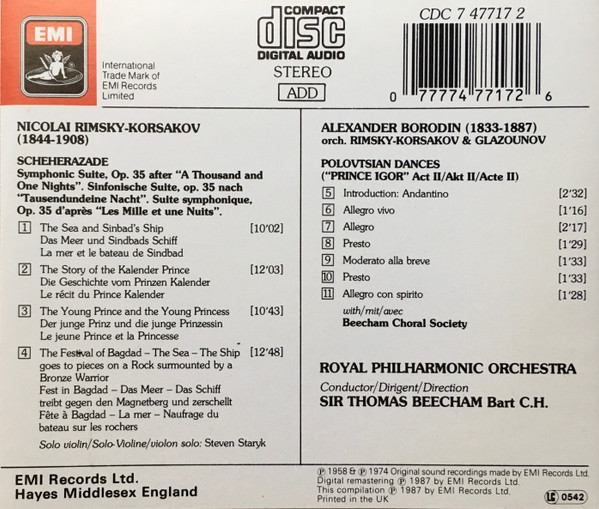 EMI
International
Trade Mark of
EMI Records
Limited
COMPACT
disc
DIGITAL AUDIO
STEREO
ADD
CDC 7 47717 2
0 77774 77172 6
NICOLAI RIMSKY-KORSAKOV
(1844-1908)
SCHEHERAZADE
Symphonic Suite, Op. 35 after "A Thousand and
One Nights". Sinfonische Suite, op. 35 nach
"Tausendundeine Nacht". Suite symphonique,
Op. 35 d'après "Les Mille et une Nuits".
1 The Sea and Sinbad's Ship [10'02]
Das Meer und Sindbads Schiff
La mer et le bateau de Sindbad
2 The Story of the Kalender Prince [12'03]
Die Geschichte vom Prinzen Kalender
Le récit du Prince Kalender
3 The Young Prince and the Young Princess [10'43]
Der junge Prinz und die junge Prinzessin
Le jeune Prince et la Princesse
4 The Festival of Bagdad – The Sea – The Ship [12'48]
goes to pieces on a Rock surmounted by a
Bronze Warrior
Fest in Bagdad – Das Meer – Das Schiff
treibt gegen den Magnetberg und zerschellt
Fête à Bagdad – La mer – Naufrage du
bateau sur les rochers
Solo violin/Solo-Violine/violon solo: Steven Staryk
ALEXANDER BORODIN (1833-1887)
orch. RIMSKY-KORSAKOV & GLAZOUNOV
POLOVTSIAN DANCES
("PRINCE IGOR" Act II/Akt II/Acte II)
5 Introduction: Andantino [2'32]
6 Allegro vivo [1'16]
7 Allegro [2'17]
8 Presto [1'29]
9 Moderato alla breve [1'33]
10 Presto [1'33]
11 Allegro con spirito [1'28]
with/mit/avec
Beecham Choral Society
ROYAL PHILHARMONIC ORCHESTRA
Conductor/Dirigent/Direction
SIR THOMAS BEECHAM Bart C.H.
EMI Records Ltd.
Hayes Middlesex England
℗ 1958 & ℗ 1974 Original sound recordings made by EMI Records Ltd.
Digital remastering ℗ 1987 by EMI Records Ltd.
This compilation ℗ 1987 by EMI Records Ltd.
LC 0542